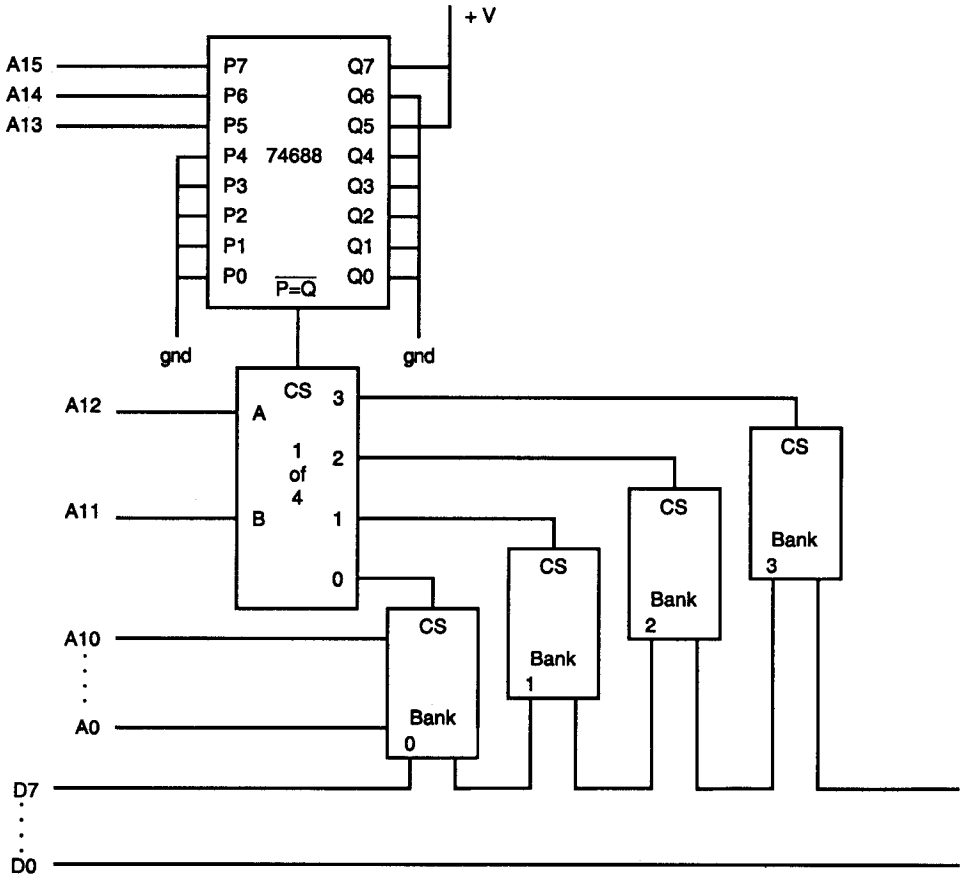 + V
A15 P7 Q7
A14 P6 Q6
A13 P5 Q5
P4 74688 Q4
P3 Q3
P2 Q2
P1 Q1
P0 P=Q Q0
gnd gnd
CS 3
A12 A
1 of 4
2
A11 B 1
0
CS
Bank 3
CS
Bank 2
CS
Bank 1
CS
Bank 0
A10
A0
D7
D0